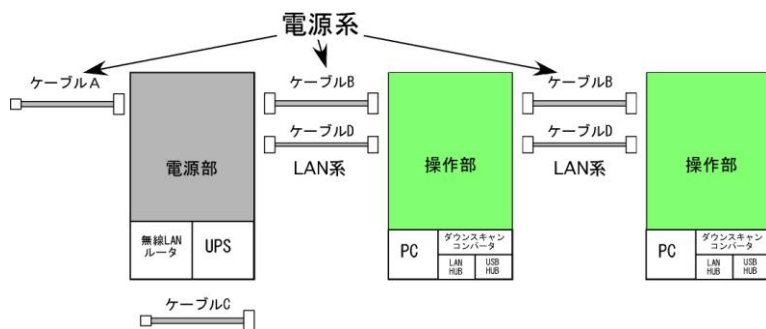 電源系
ケーブルA
ケーブルB
ケーブルB
ケーブルD
ケーブルD
電源部
LAN系
操作部
LAN系
操作部
無線LAN
ルータ
UPS
PC
ダウンスキャン
コンバータ
LAN
HUB
USB
HUB
PC
ダウンスキャン
コンバータ
LAN
HUB
USB
HUB
ケーブルC